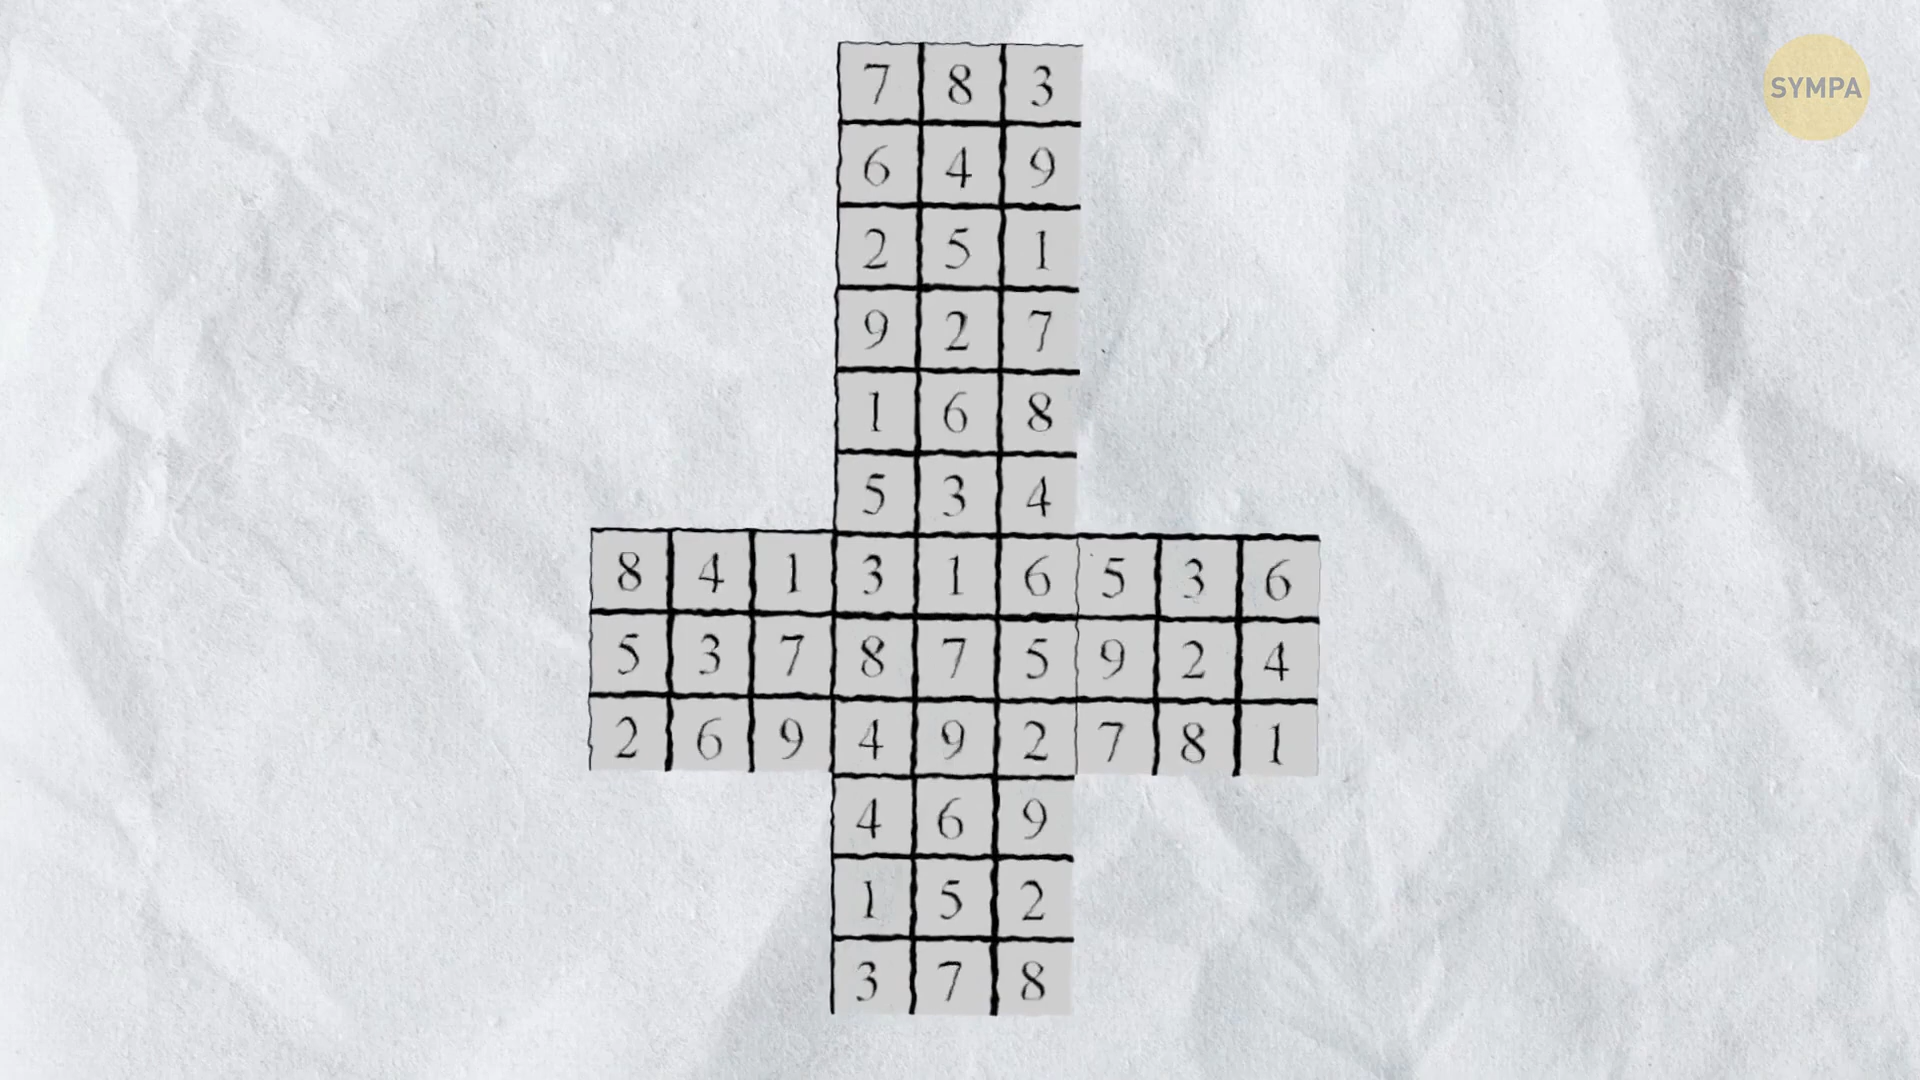 7 8 3
SYMPA
6 4 9
2 5 1
9 2 7
1 6 8
5 3 4
8 4 1 3 1 6 5 3 6
5 3 7 8 7 5 9 2 4
2 6 9 4 9 2 7 8 1
4 6 9
1 5 2
3 7 8